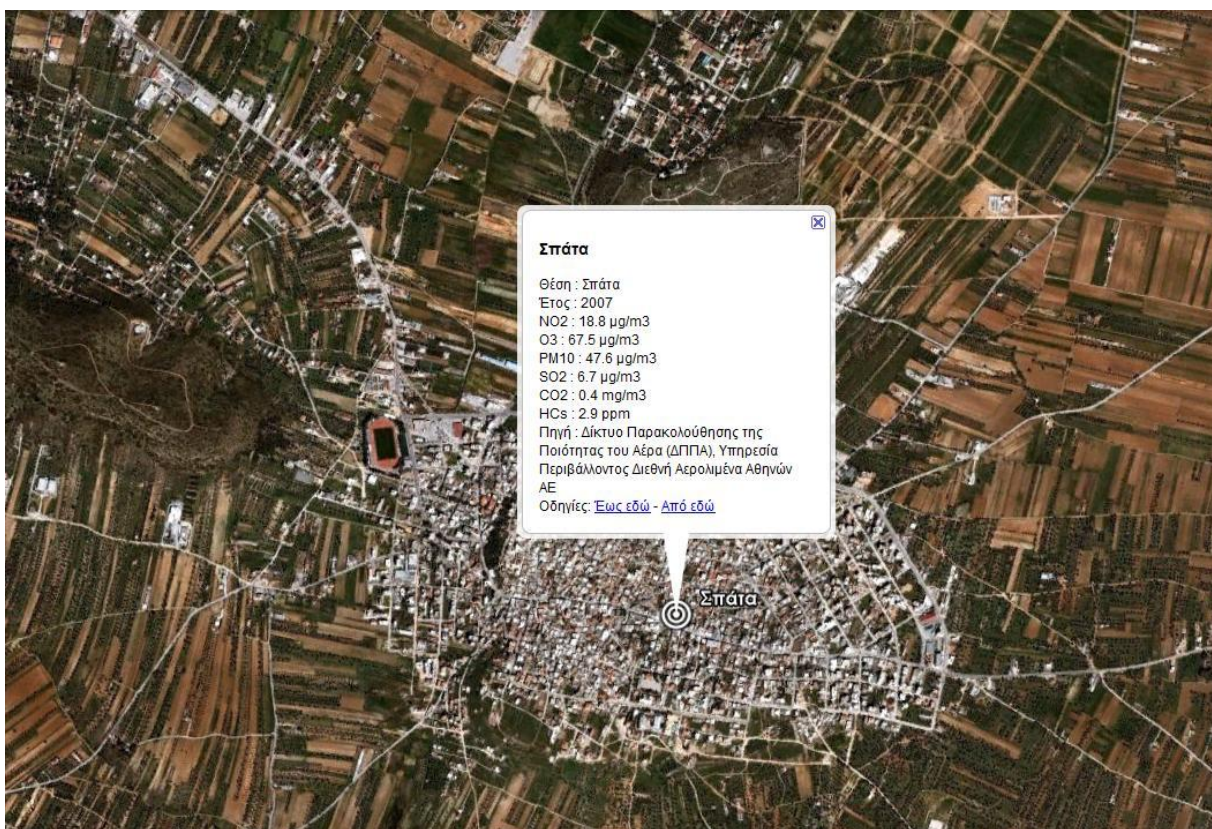 Σπάτα
Θέση : Σπάτα
Έτος : 2007
NO2 : 18.8 μg/m3
O3 : 67.5 μg/m3
PM10 : 47.6 μg/m3
SO2 : 6.7 μg/m3
CO2 : 0.4 mg/m3
HCs : 2.9 ppm
Πηγή : Δίκτυο Παρακολούθησης της
Ποιότητας του Αέρα (ΔΠΠΑ), Υπηρεσία
Περιβάλλοντος Διεθνή Αερολιμένα Αθηνών
ΑΕ
Οδηγίες: Έως εδώ - Από εδώ
Σπάτα